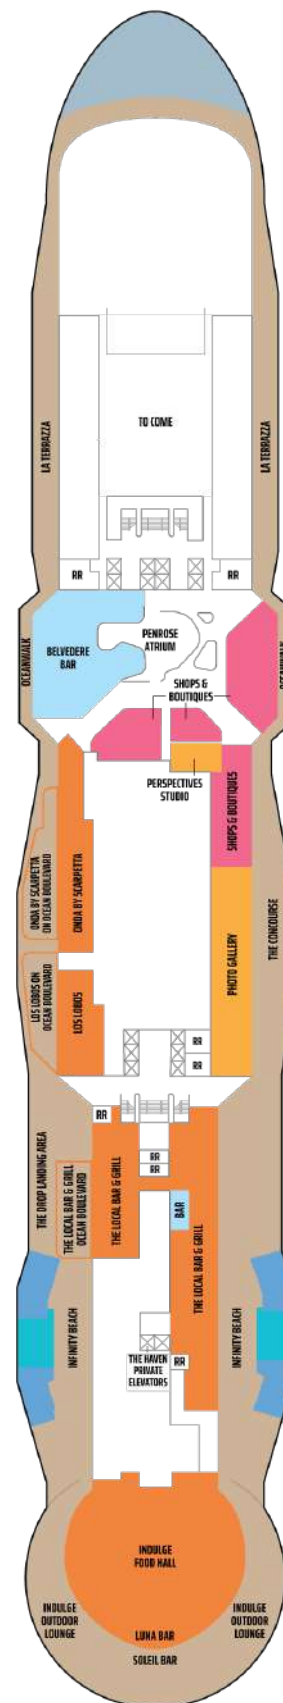 LA TERRAZZA
TO COME
LA TERRAZZA
RR
RR
OCEANWALK
BELVEDERE
BAR
PENROSE
ATRIUM
OCEANWALK
SHOPS &
BOUTIQUES
PERSPECTIVES
STUDIO
SHOPS & BOUTIQUES
ONDA BY SCARPETTA
ON OCEAN BOULEVARD
ONDA BY SCARPETTA
THE CONCOURSE
PHOTO GALLERY
LOS LOBOS ON
OCEAN BOULEVARD
LOS LOBOS
RR
RR
RR
THE DROP LANDING AREA
THE LOCAL BAR & GRILL
OCEAN BOULEVARD
THE LOCAL BAR & GRILL
RR
RR
BAR
THE LOCAL BAR & GRILL
INFINITY BEACH
THE HAVEN
PRIVATE
ELEVATORS
RR
INFINITY BEACH
INDULGE
FOOD HALL
INDULGE
OUTDOOR
LOUNGE
INDULGE
OUTDOOR
LOUNGE
LUNA BAR
SOLEIL BAR